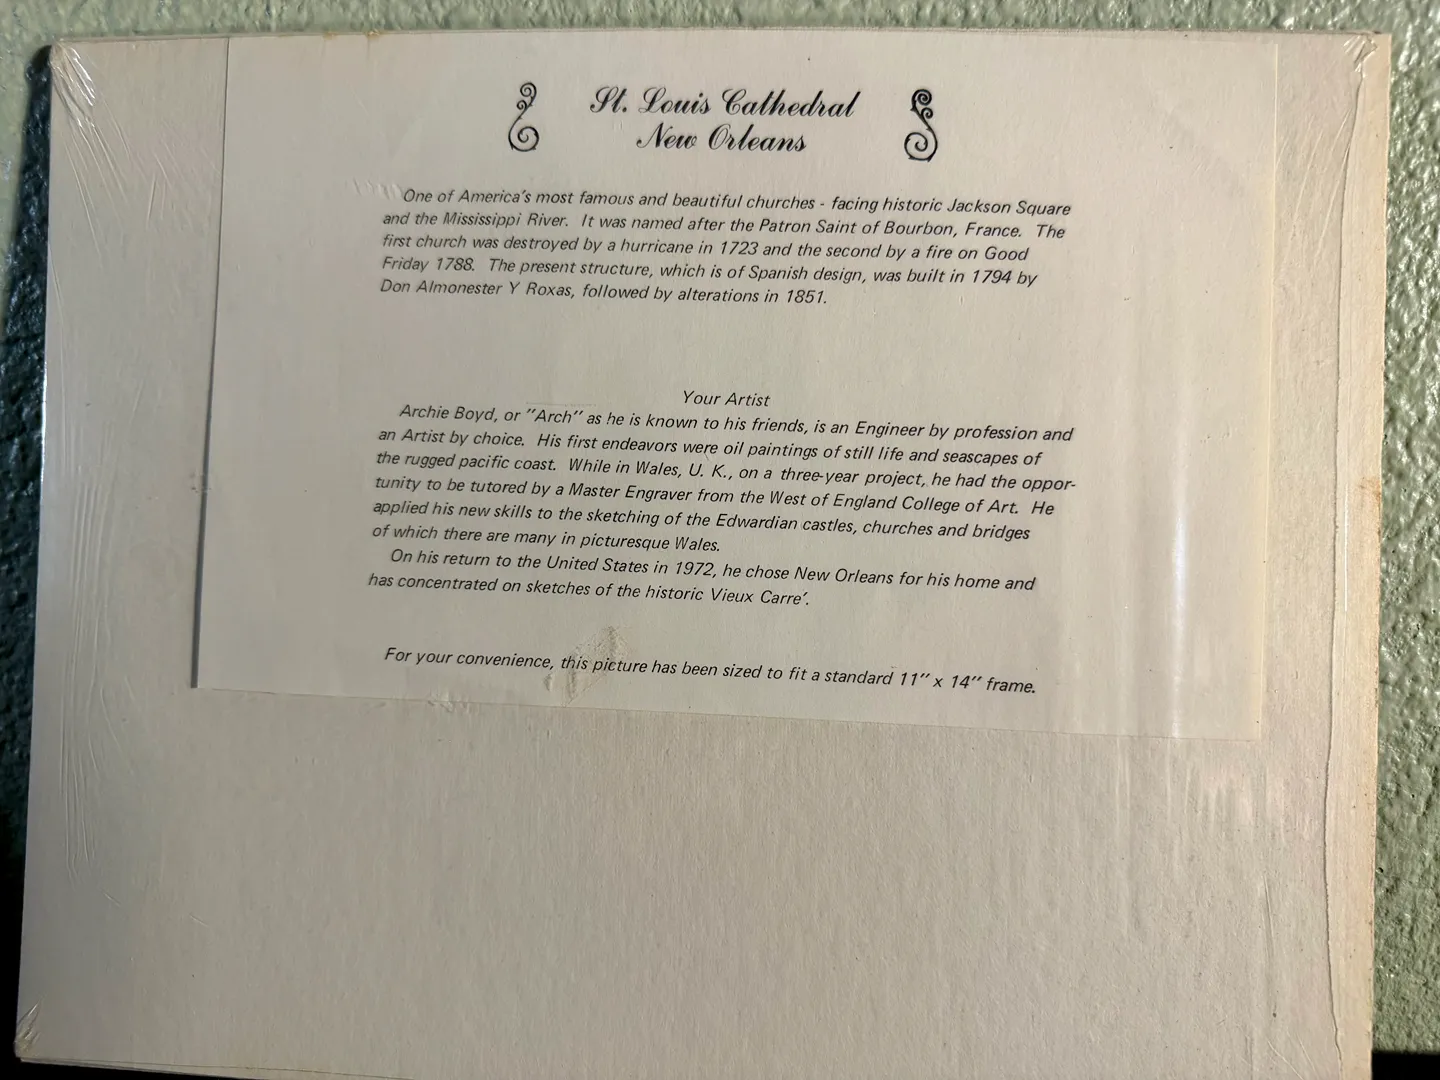 St. Louis Cathedral
New Orleans
One of America's most famous and beautiful churches - facing historic Jackson Square
and the Mississippi River. It was named after the Patron Saint of Bourbon, France. The
first church was destroyed by a hurricane in 1723 and the second by a fire on Good
Friday 1788. The present structure, which is of Spanish design, was built in 1794 by
Don Almonester Y Roxas, followed by alterations in 1851.
Your Artist
Archie Boyd, or "Arch" as he is known to his friends, is an Engineer by profession and
an Artist by choice. His first endeavors were oil paintings of still life and seascapes of
the rugged pacific coast. While in Wales, U. K., on a three-year project, he had the oppor-
tunity to be tutored by a Master Engraver from the West of England College of Art. He
applied his new skills to the sketching of the Edwardian castles, churches and bridges
of which there are many in picturesque Wales.
On his return to the United States in 1972, he chose New Orleans for his home and
has concentrated on sketches of the historic Vieux Carre'.
For your convenience, this picture has been sized to fit a standard 11" x 14" frame.